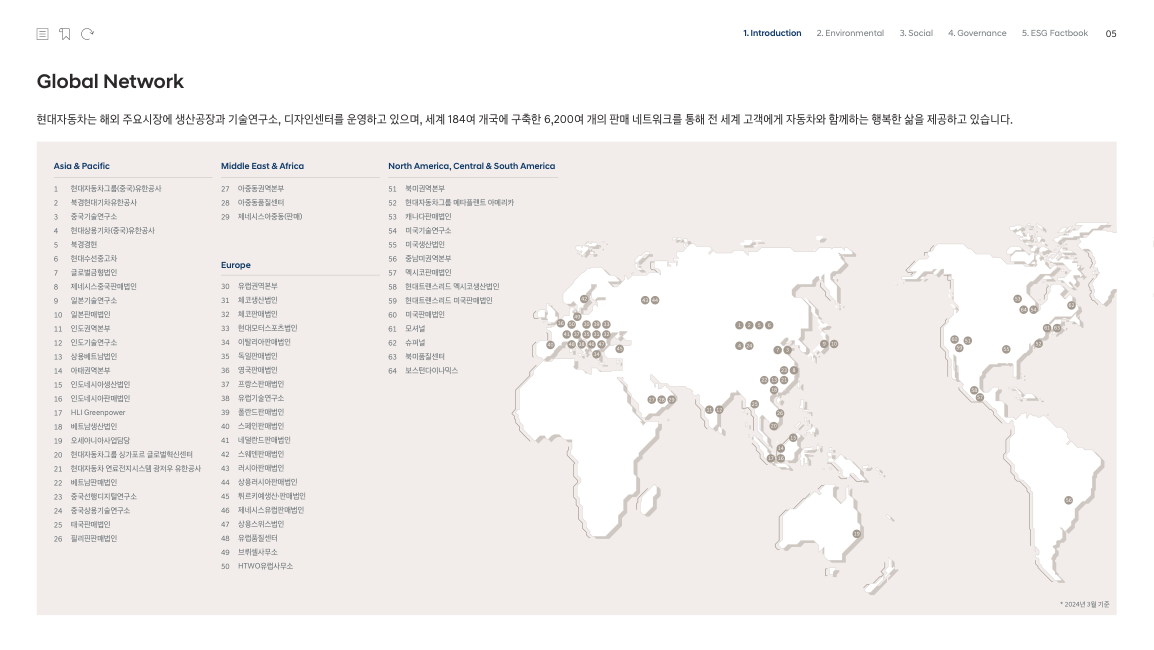 1. Introduction 2. Environmental 3. Social 4. Governance 5. ESG Factbook 05
Global Network
현대자동차는 해외 주요시장에 생산공장과 기술연구소, 디자인센터를 운영하고 있으며, 세계 184여 개국에 구축한 6,200여 개의 판매 네트워크를 통해 전 세계 고객에게 자동차와 함께하는 행복한 삶을 제공하고 있습니다.
Asia & Pacific
1 현대자동차그룹(중국)유한공사
2 북경현대기차유한공사
3 중국기술연구소
4 현대상용기차(중국)유한공사
5 북경경현
6 현대수선중고차
7 글로벌금형법인
8 제네시스중국판매법인
9 일본기술연구소
10 일본판매법인
11 인도권역본부
12 인도기술연구소
13 상용베트남법인
14 아태권역본부
15 인도네시아생산법인
16 인도네시아판매법인
17 HLI Greenpower
18 베트남생산법인
19 오세아니아사업담당
20 현대자동차그룹 싱가포르 글로벌혁신센터
21 현대자동차 연료전지시스템 광저우 유한공사
22 베트남판매법인
23 중국선행디지털연구소
24 중국상용기술연구소
25 태국판매법인
26 필리핀판매법인
Middle East & Africa
27 아중동권역본부
28 아중동품질센터
29 제네시스아중동(판매)
Europe
30 유럽권역본부
31 체코생산법인
32 체코판매법인
33 현대모터스포츠법인
34 이탈리아판매법인
35 독일판매법인
36 영국판매법인
37 프랑스판매법인
38 유럽기술연구소
39 폴란드판매법인
40 스페인판매법인
41 네덜란드판매법인
42 스웨덴판매법인
43 러시아판매법인
44 상용러시아판매법인
45 튀르키예생산·판매법인
46 제네시스유럽판매법인
47 상용스위스법인
48 유럽품질센터
49 브뤼셀사무소
50 HTWO유럽사무소
North America, Central & South America
51 북미권역본부
52 현대자동차그룹 메타플랜트 아메리카
53 캐나다판매법인
54 미국기술연구소
55 미국생산법인
56 중남미권역본부
57 멕시코판매법인
58 현대트랜스리드 멕시코생산법인
59 현대트랜스리드 미국판매법인
60 미국판매법인
61 모셔널
62 슈퍼널
63 북미품질센터
64 보스턴다이나믹스
* 2024년 3월 기준